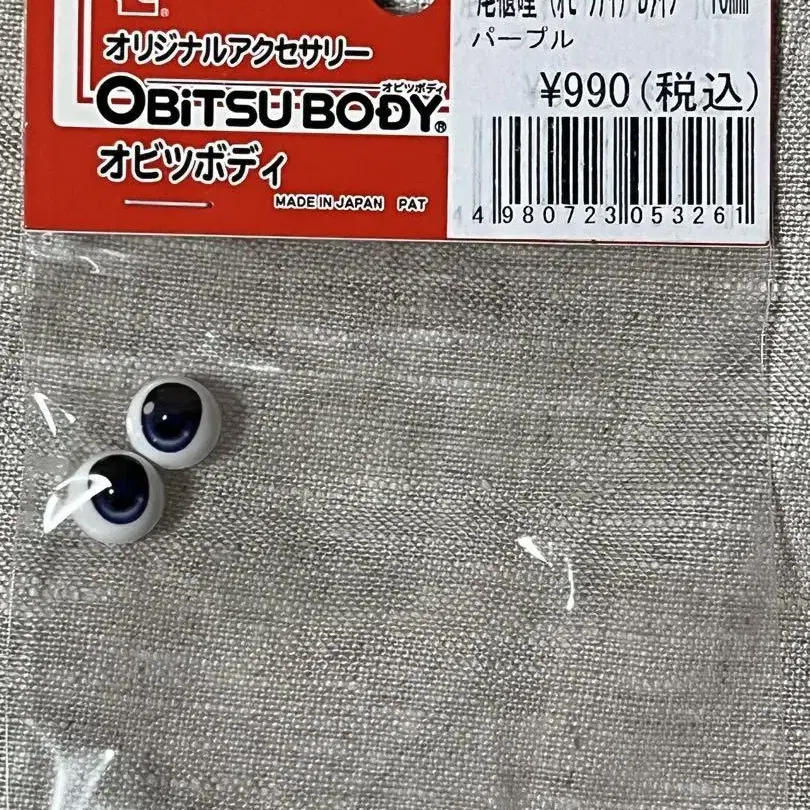 オリジナルアクセサリー
オビツボディ
OBiTSU BODY®
オビツボディ
MADE IN JAPAN PAT
10mm
パープル
¥990(税込)
4 980723 053261